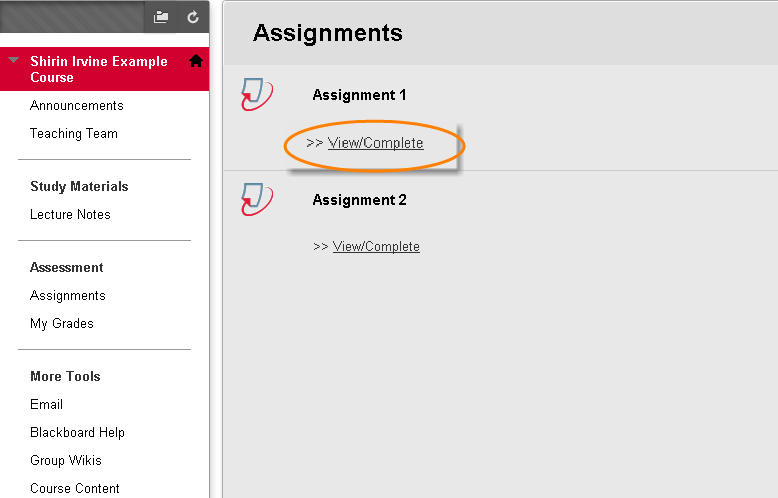 Shirin Irvine Example
Course
Announcements
Teaching Team
Study Materials
Lecture Notes
Assessment
Assignments
My Grades
More Tools
Email
Blackboard Help
Group Wikis
Course Content
Assignments
Assignment 1
>> View/Complete
Assignment 2
>> View/Complete